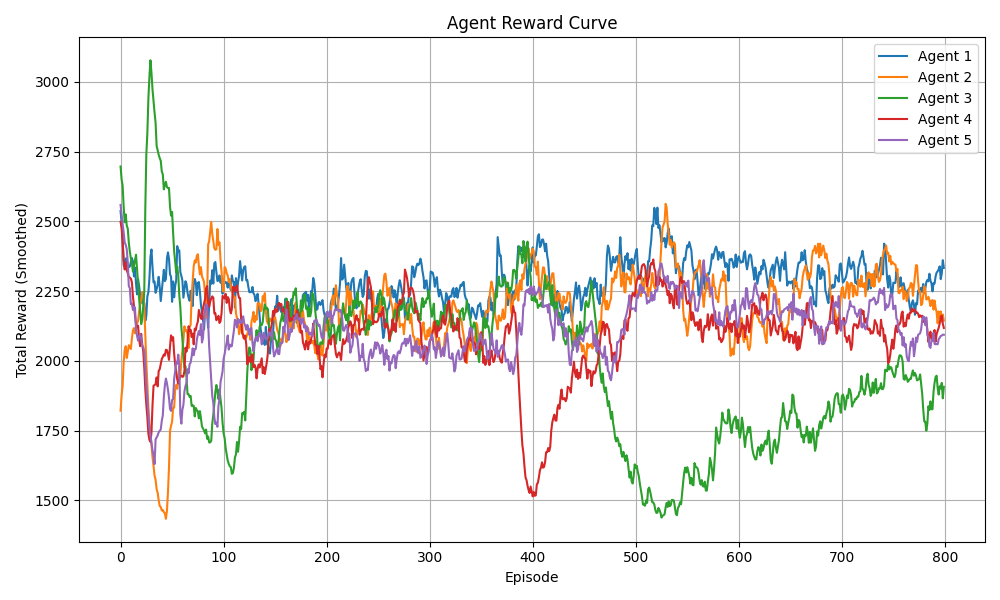 Agent Reward Curve
Total Reward (Smoothed)
3000
2750
2500
2250
2000
1750
1500
0 100 200 300 400 500 600 700 800
Episode
Agent 1
Agent 2
Agent 3
Agent 4
Agent 5